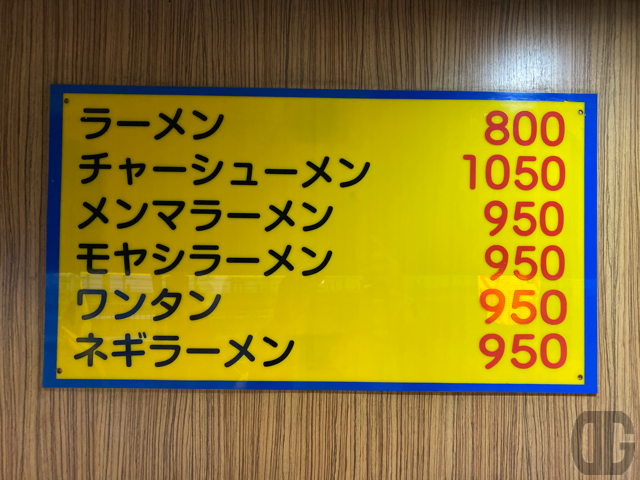 ラーメン 800
チャーシューメン 1050
メンマラーメン 950
モヤシラーメン 950
ワンタン 950
ネギラーメン 950
DG